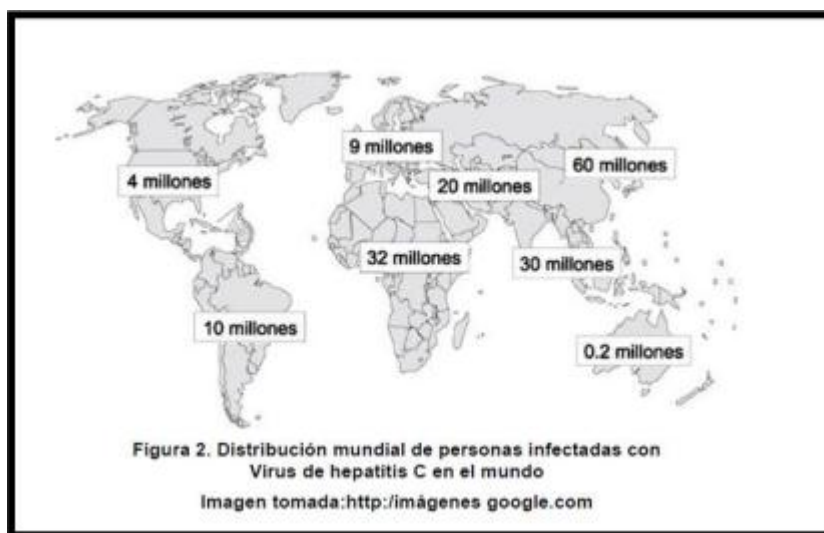 9 millones
4 millones
60 millones
20 millones
32 millones
30 millones
10 millones
0.2 millones
Figura 2. Distribución mundial de personas infectadas con
Virus de hepatítis C en el mundo
Imagen tomada:http:/imágenes google.com